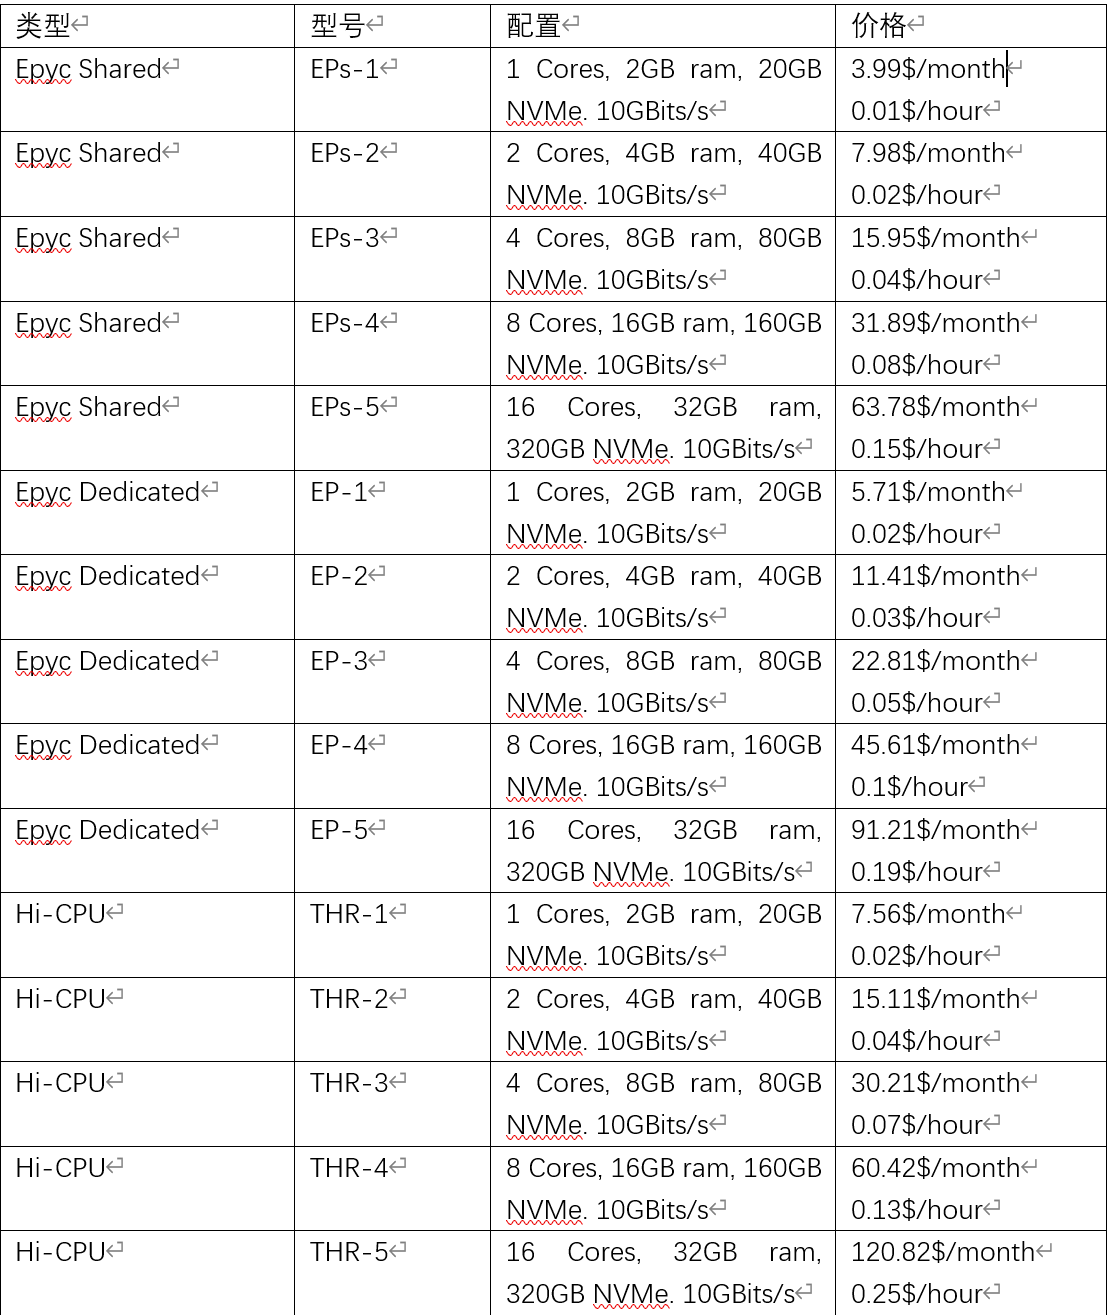 类型 型号 配置 价格
Epyc Shared EPs-1 1 Cores, 2GB ram, 20GB 3.99$/month
NVMe. 10GBits/s 0.01$/hour
Epyc Shared EPs-2 2 Cores, 4GB ram, 40GB 7.98$/month
NVMe. 10GBits/s 0.02$/hour
Epyc Shared EPs-3 4 Cores, 8GB ram, 80GB 15.95$/month
NVMe. 10GBits/s 0.04$/hour
Epyc Shared EPs-4 8 Cores, 16GB ram, 160GB 31.89$/month
NVMe. 10GBits/s 0.08$/hour
Epyc Shared EPs-5 16 Cores, 32GB ram, 63.78$/month
320GB NVMe. 10GBits/s 0.15$/hour
Epyc Dedicated EP-1 1 Cores, 2GB ram, 20GB 5.71$/month
NVMe. 10GBits/s 0.02$/hour
Epyc Dedicated EP-2 2 Cores, 4GB ram, 40GB 11.41$/month
NVMe. 10GBits/s 0.03$/hour
Epyc Dedicated EP-3 4 Cores, 8GB ram, 80GB 22.81$/month
NVMe. 10GBits/s 0.05$/hour
Epyc Dedicated EP-4 8 Cores, 16GB ram, 160GB 45.61$/month
NVMe. 10GBits/s 0.1$/hour
Epyc Dedicated EP-5 16 Cores, 32GB ram, 91.21$/month
320GB NVMe. 10GBits/s 0.19$/hour
Hi-CPU THR-1 1 Cores, 2GB ram, 20GB 7.56$/month
NVMe. 10GBits/s 0.02$/hour
Hi-CPU THR-2 2 Cores, 4GB ram, 40GB 15.11$/month
NVMe. 10GBits/s 0.04$/hour
Hi-CPU THR-3 4 Cores, 8GB ram, 80GB 30.21$/month
NVMe. 10GBits/s 0.07$/hour
Hi-CPU THR-4 8 Cores, 16GB ram, 160GB 60.42$/month
NVMe. 10GBits/s 0.13$/hour
Hi-CPU THR-5 16 Cores, 32GB ram, 120.82$/month
320GB NVMe. 10GBits/s 0.25$/hour